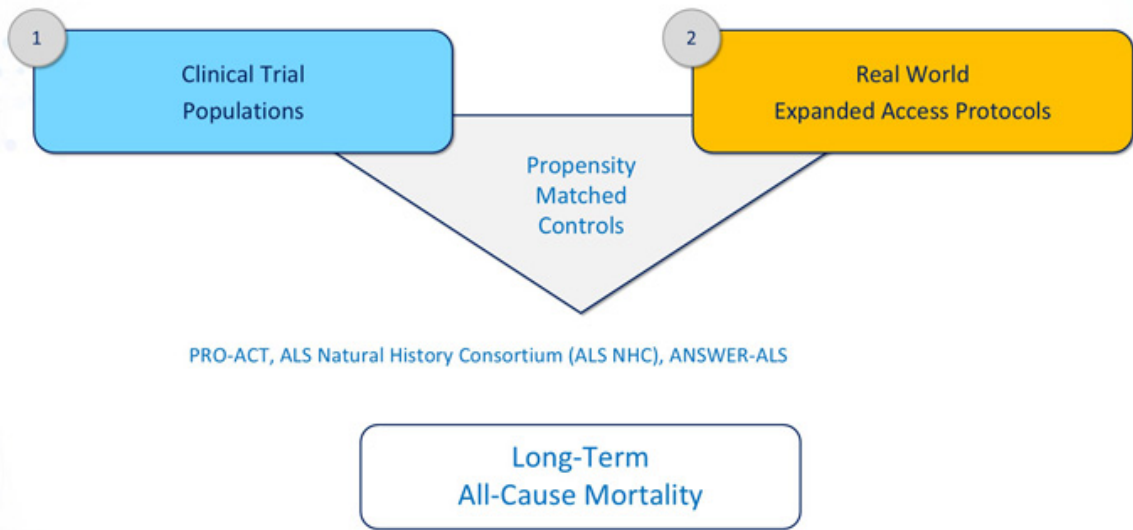 1
Clinical Trial
Populations
2
Real World
Expanded Access Protocols
Propensity
Matched
Controls
PRO-ACT, ALS Natural History Consortium (ALS NHC), ANSWER-ALS
Long-Term
All-Cause Mortality